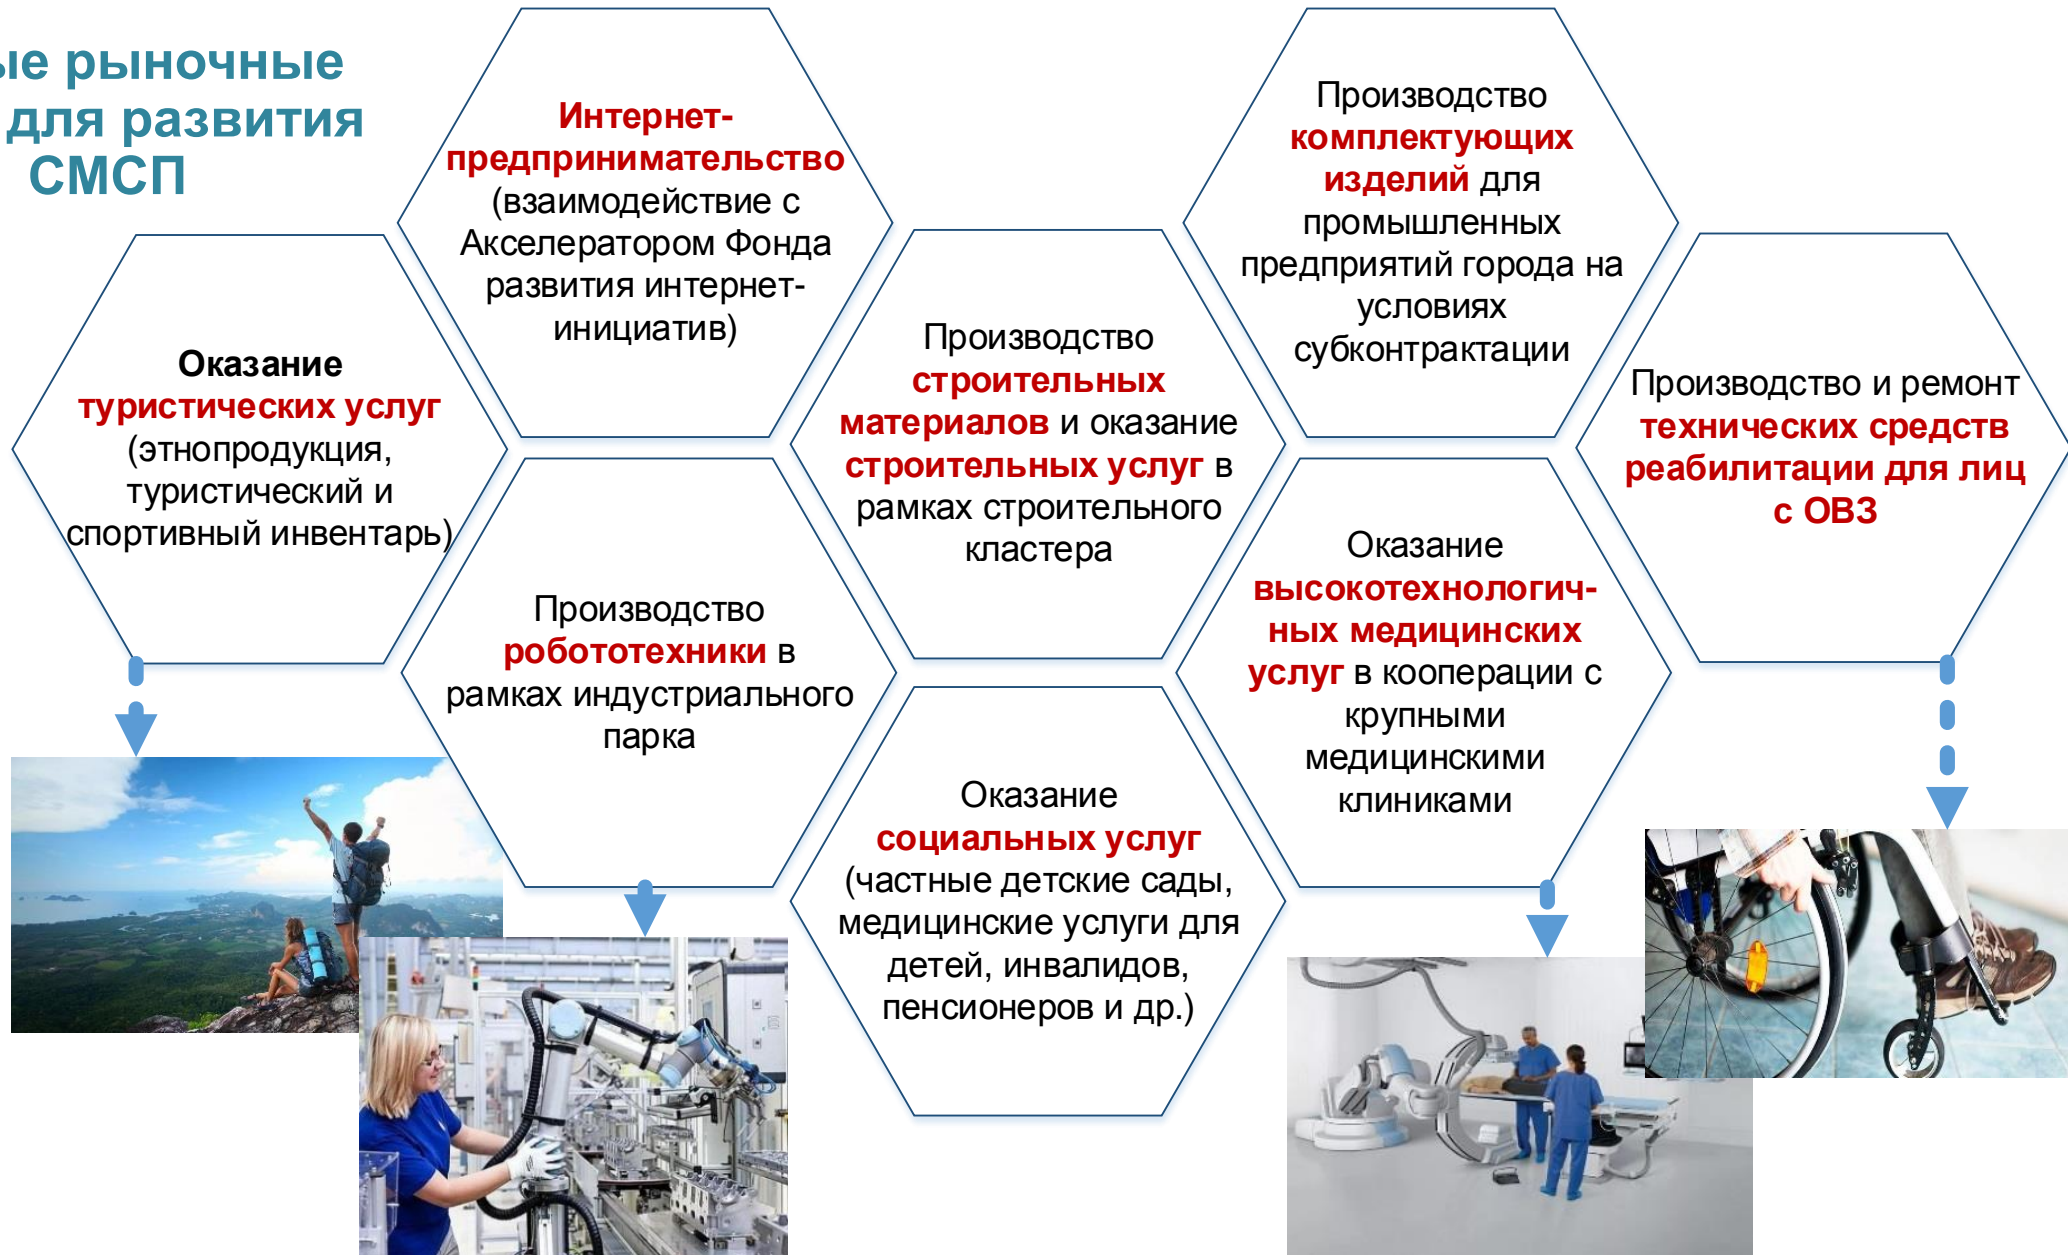 ые рыночные
для развития
СМСП
Интернет-
предпринимательство
(взаимодействие с
Акселератором Фонда
развития интернет-
инициатив)
Производство
комплектующих
изделий для
промышленных
предприятий города на
условиях
субконтрактации
Оказание
туристических услуг
(этнопродукция,
туристический и
спортивный инвентарь)
Производство
строительных
материалов и оказание
строительных услуг в
рамках строительного
кластера
Производство и ремонт
технических средств
реабилитации для лиц
с ОВЗ
Производство
робототехники в
рамках индустриального
парка
Оказание
высокотехнологич-
ных медицинских
услуг в кооперации с
крупными
медицинскими
клиниками
Оказание
социальных услуг
(частные детские сады,
медицинские услуги для
детей, инвалидов,
пенсионеров и др.)